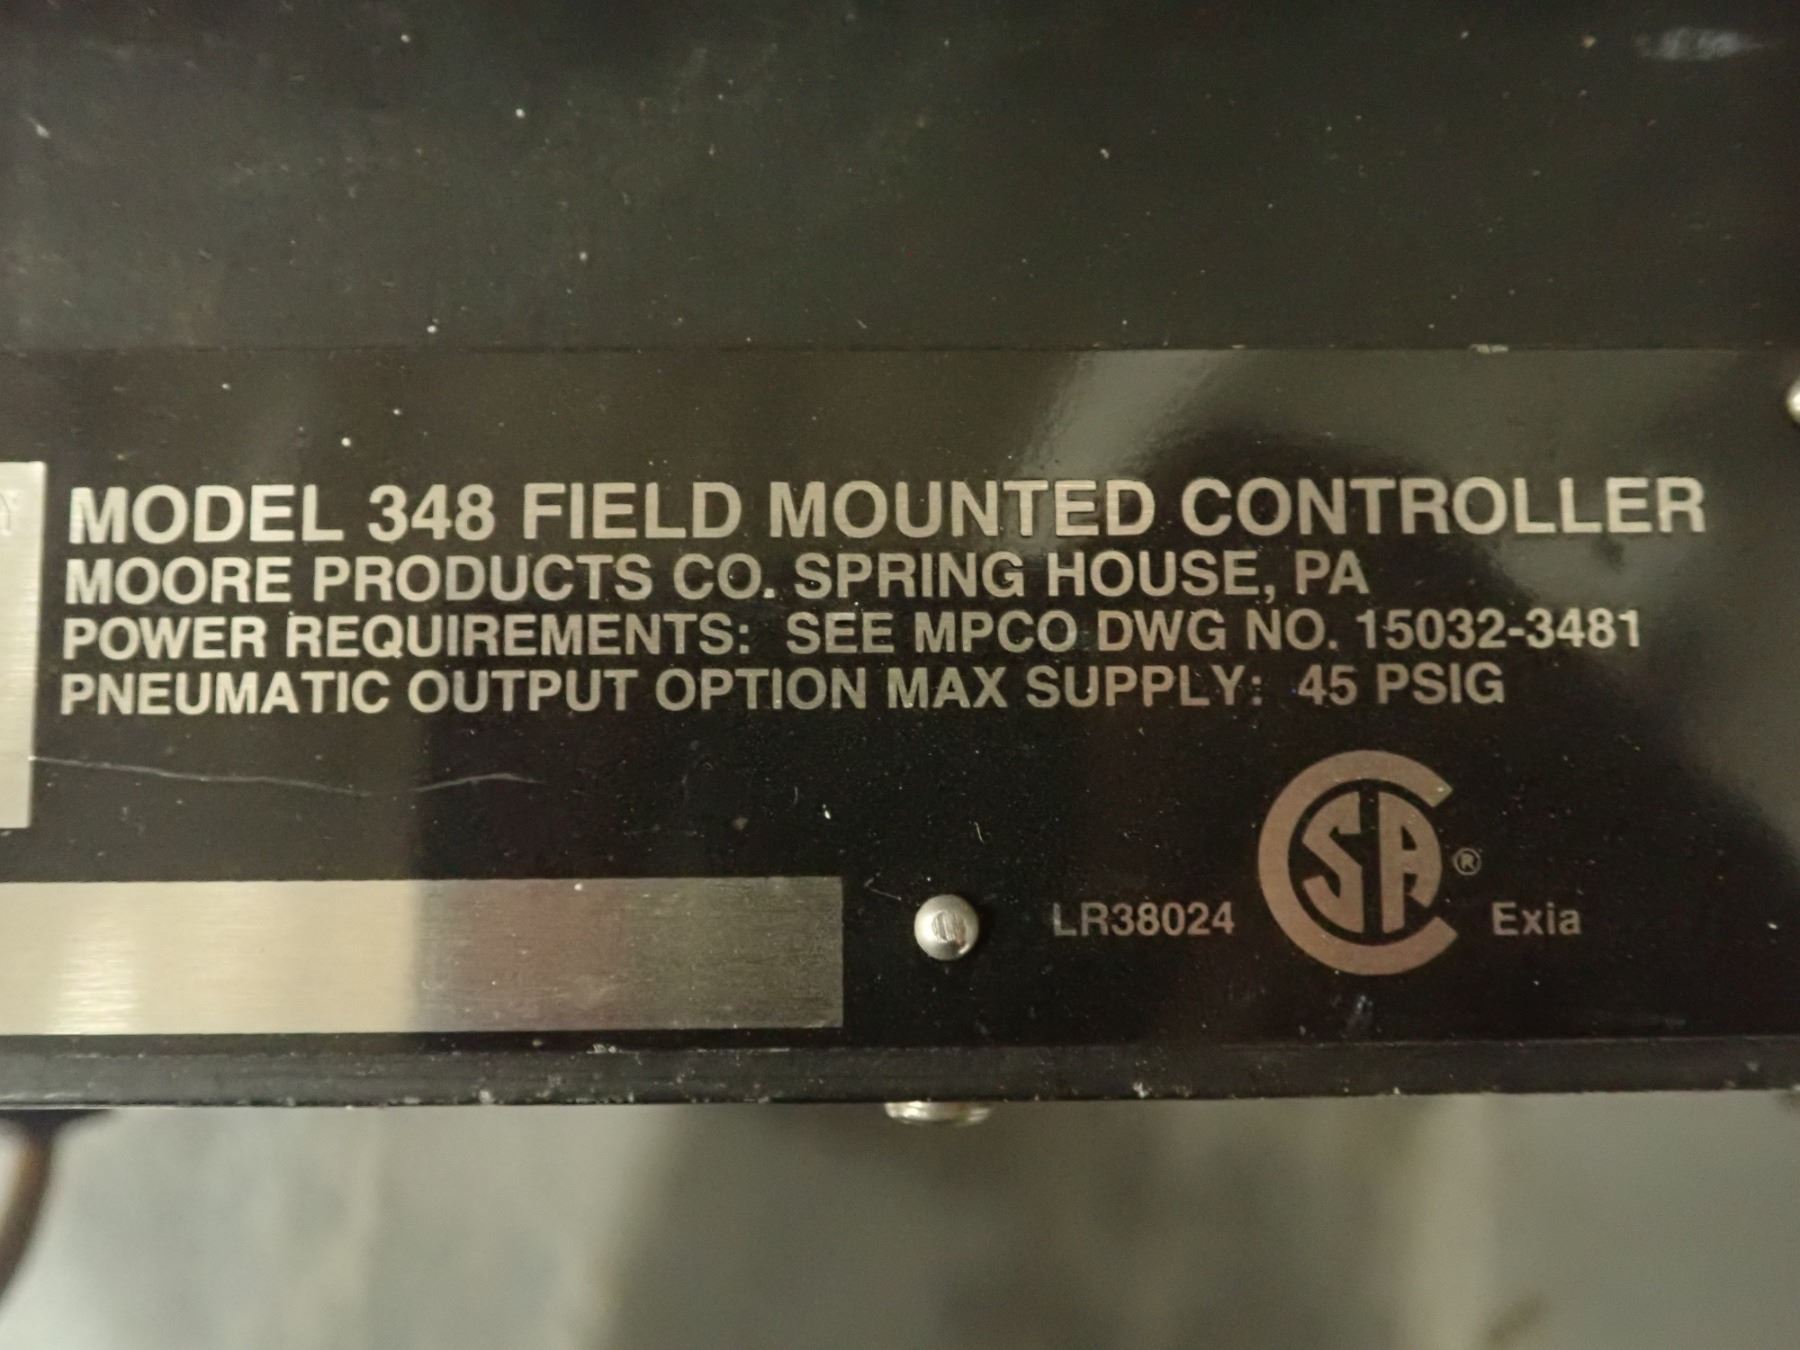 MODEL 348 FIELD MOUNTED CONTROLLER
MOORE PRODUCTS CO. SPRING HOUSE, PA
POWER REQUIREMENTS: SEE MPCO DWG NO. 15032-3481
PNEUMATIC OUTPUT OPTION MAX SUPPLY: 45 PSIG
CSA ®
LR38024 Exia